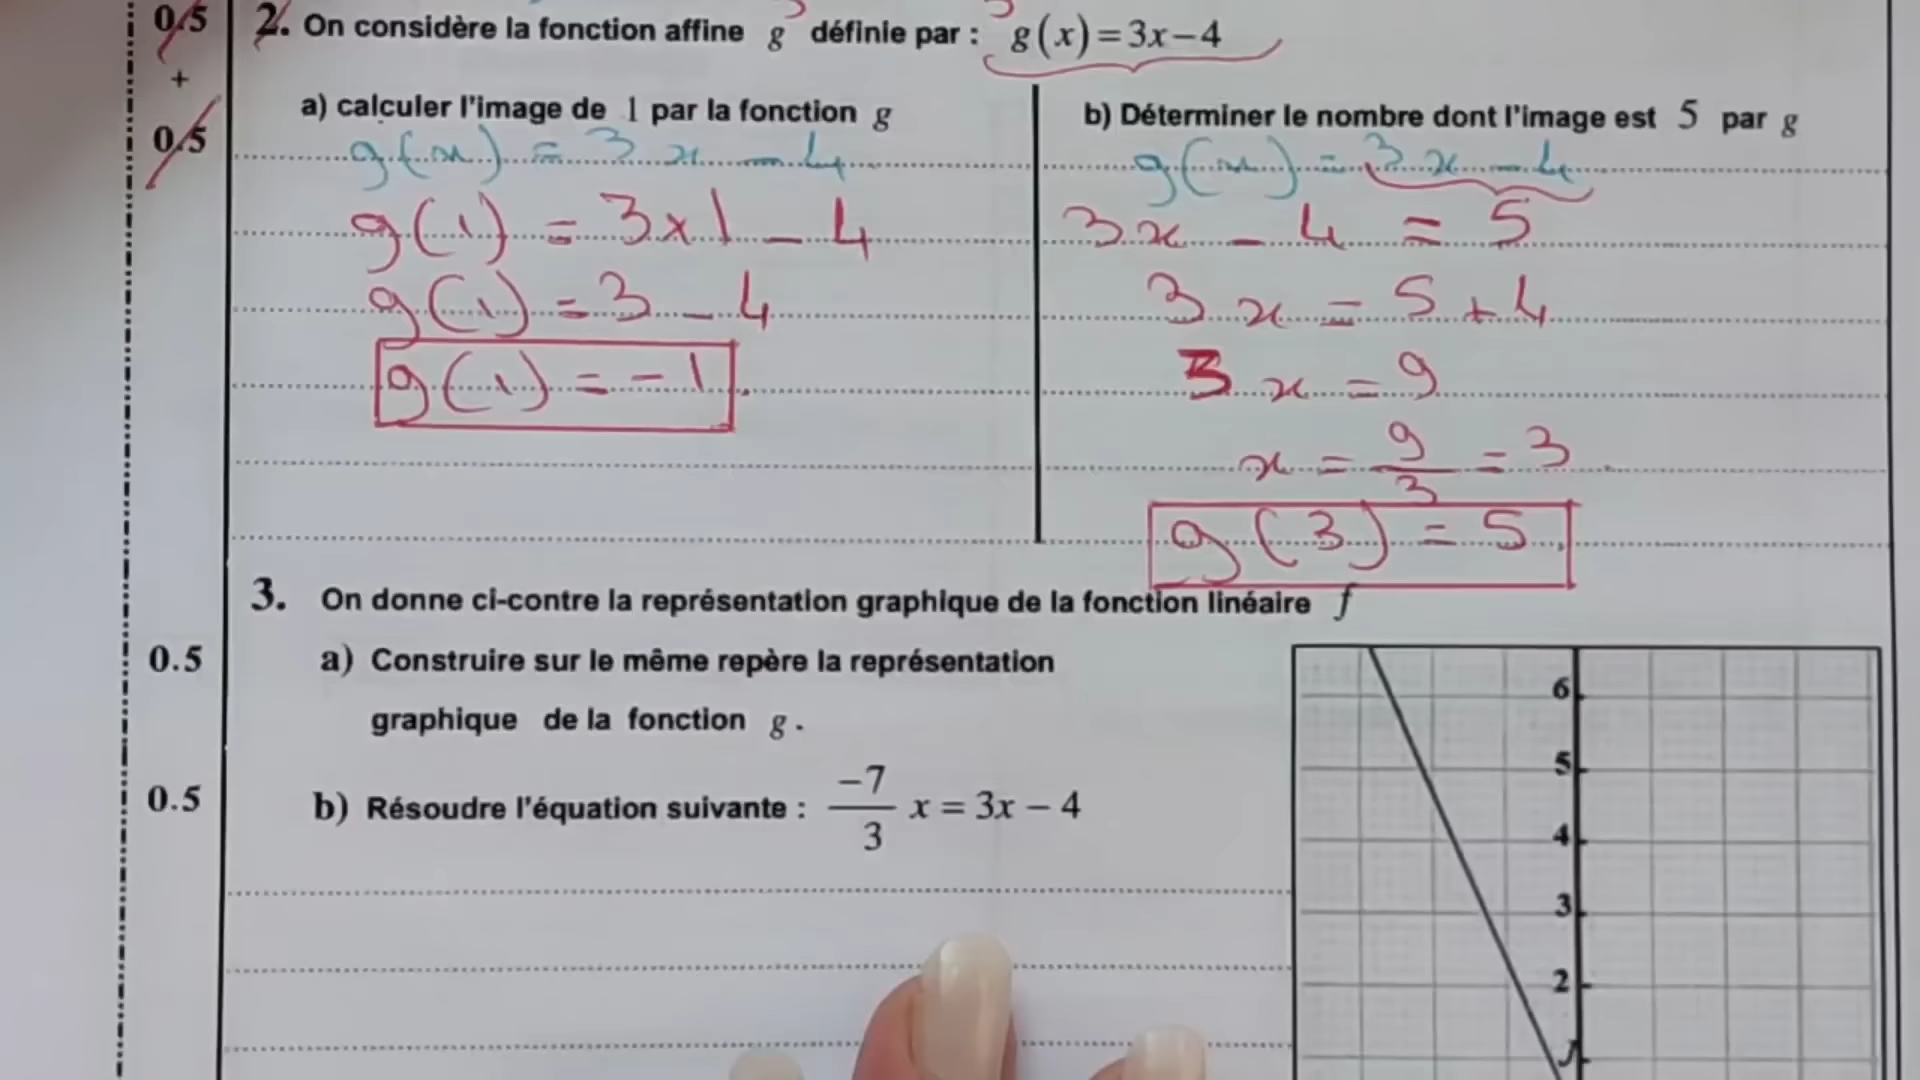 0.5
+
0.5
2. On considère la fonction affine g définie par : g(x)=3x−4
a) calculer l'image de 1 par la fonction g
g(x) = 3x − 4
g(1) = 3×1 − 4
g(1) = 3 − 4
g(1) = −1
b) Déterminer le nombre dont l'image est 5 par g
g(x) = 3x − 4
3x − 4 = 5
3x = 5 + 4
3x = 9
x = 9/3 = 3
g(3) = 5
3. On donne ci-contre la représentation graphique de la fonction linéaire f
0.5 a) Construire sur le même repère la représentation
graphique de la fonction g.
0.5 b) Résoudre l'équation suivante : −7/3 x = 3x − 4
6
5
4
3
2